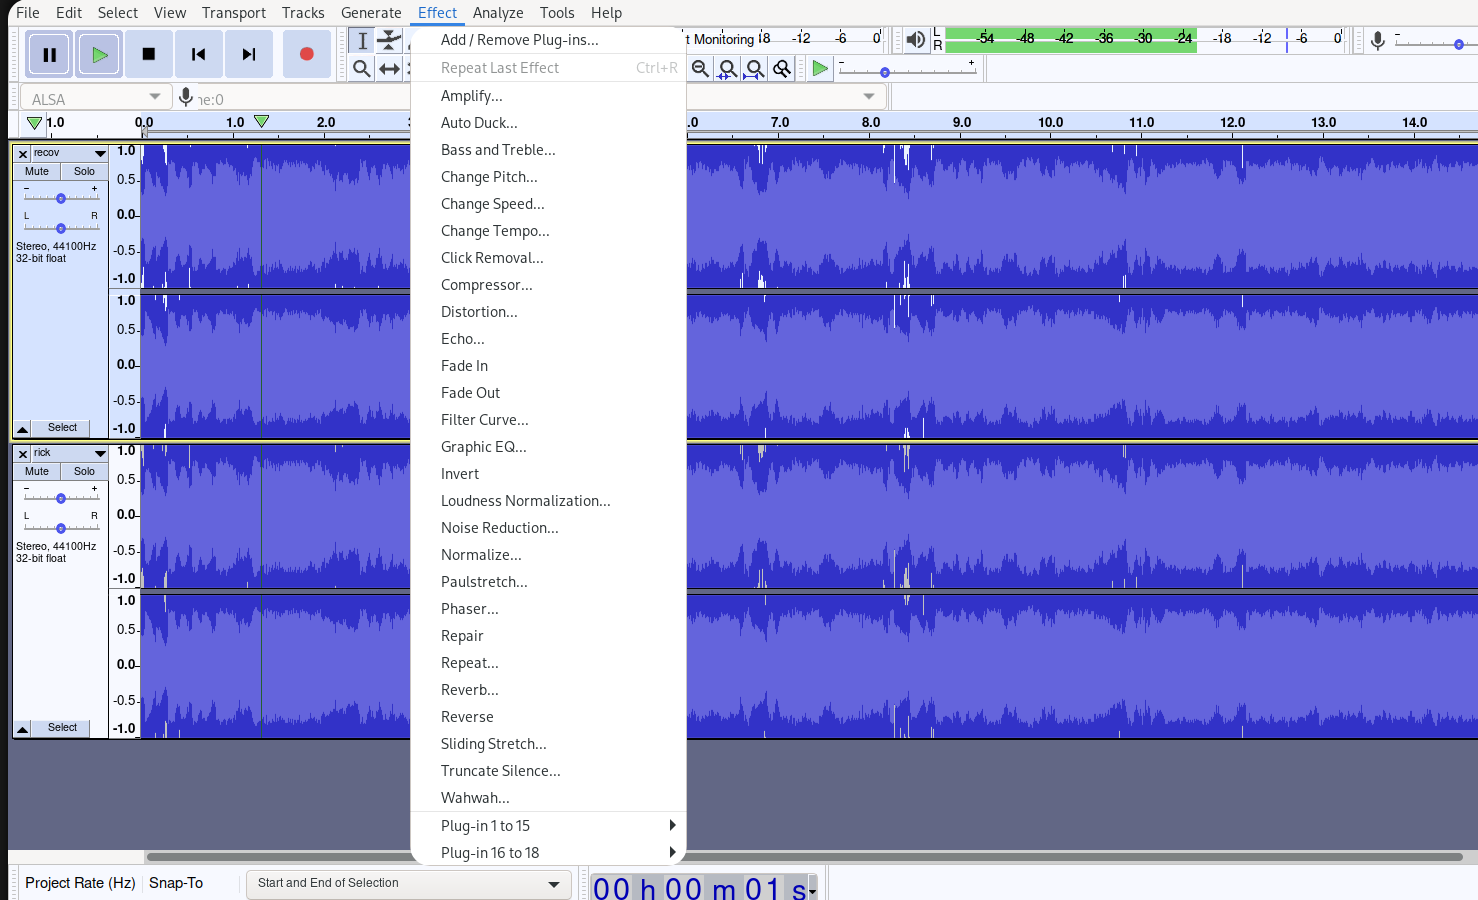 File Edit Select View Transport Tracks Generate Effect Analyze Tools Help
t Monitoring -18 -12 -6 0
L
R
-54 -48 -42 -36 -30 -24 -12 -6 0
ALSA
ne:0
1.0 0.0 1.0 2.0 .0 7.0 8.0 9.0 10.0 11.0 12.0 13.0 14.0
Add / Remove Plug-ins...
Repeat Last Effect Ctrl+R
Amplify...
Auto Duck...
Bass and Treble...
Change Pitch...
Change Speed...
Change Tempo...
Click Removal...
Compressor...
Distortion...
Echo...
Fade In
Fade Out
Filter Curve...
Graphic EQ...
Invert
Loudness Normalization...
Noise Reduction...
Normalize...
Paulstretch...
Phaser...
Repair
Repeat...
Reverb...
Reverse
Sliding Stretch...
Truncate Silence...
Wahwah...
Plug-in 1 to 15
Plug-in 16 to 18
recov
Mute Solo
- +
L R
Stereo, 44100Hz
32-bit float
Select
1.0
0.5
0.0
-0.5
-1.0
1.0
0.5
0.0
-0.5
-1.0
rick
Mute Solo
- +
L R
Stereo, 44100Hz
32-bit float
Select
1.0
0.5
0.0
-0.5
-1.0
1.0
0.5
0.0
-0.5
-1.0
Project Rate (Hz) Snap-To
Start and End of Selection
00 h 00 m 01 s